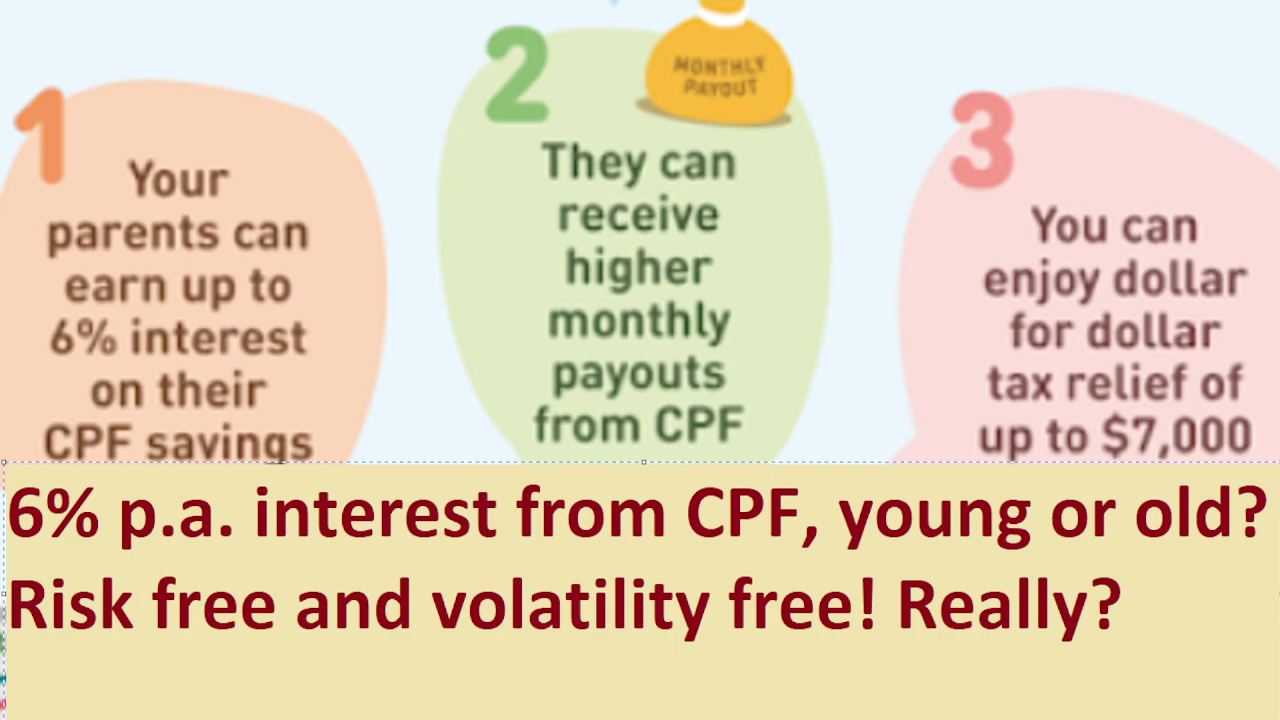 1
Your
parents can
earn up to
6% interest
on their
CPF savings
2
MONTHLY
PAYOUT
They can
receive
higher
monthly
payouts
from CPF
3
You can
enjoy dollar
for dollar
tax relief of
up to $7,000
6% p.a. interest from CPF, young or old?
Risk free and volatility free! Really?